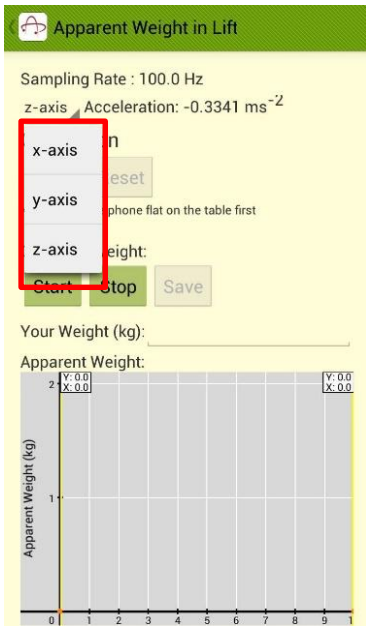 Apparent Weight in Lift
Sampling Rate : 100.0 Hz
z-axis Acceleration: -0.3341 ms⁻²
x-axis
y-axis
z-axis
phone flat on the table first
Start Stop Save
Your Weight (kg):
Apparent Weight:
Y: 0.0
X: 0.0
Y: 0.0
X: 0.0
Apparent Weight (kg)
2
1
0 1 2 3 4 5 6 7 8 9 1